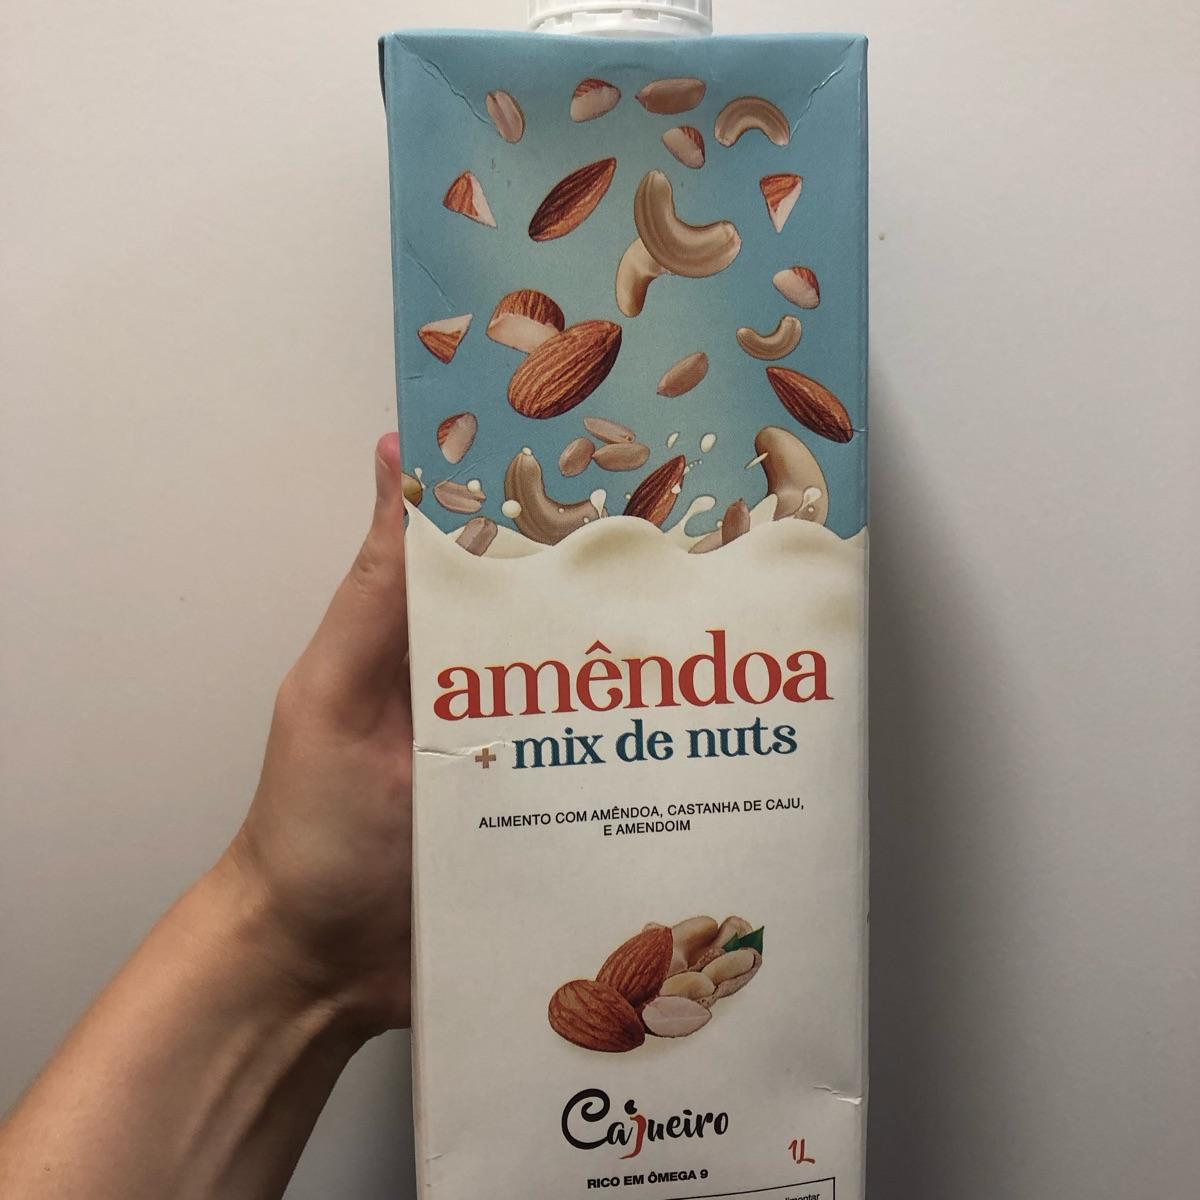 amêndoa
+ mix de nuts
ALIMENTO COM AMÊNDOA, CASTANHA DE CAJU,
E AMENDOIM
Cajueiro
1L
RICO EM ÔMEGA 9